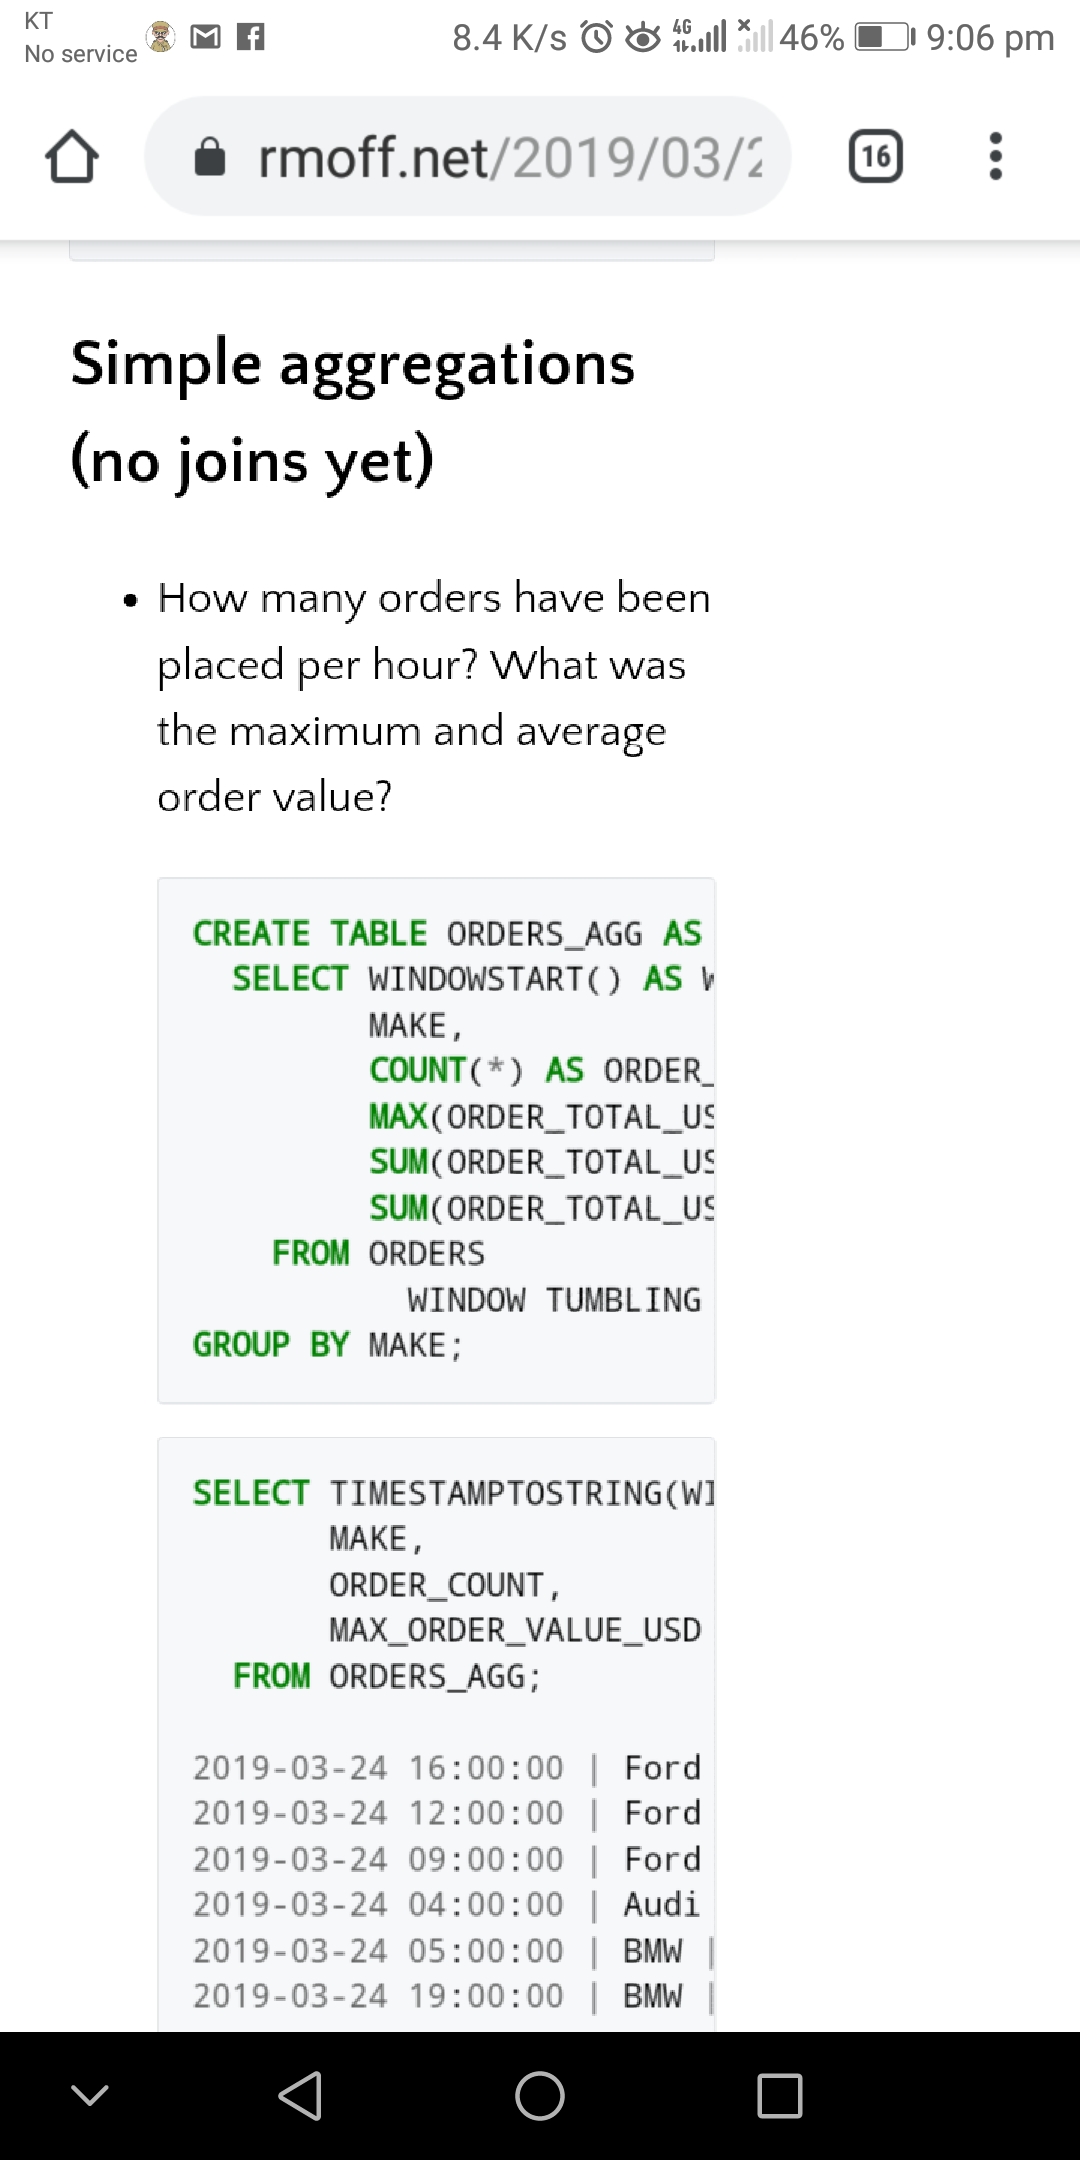 KT
No service
8.4 K/s 4G 46% 9:06 pm
rmoff.net/2019/03/2
16
Simple aggregations
(no joins yet)
• How many orders have been
placed per hour? What was
the maximum and average
order value?
CREATE TABLE ORDERS_AGG AS
SELECT WINDOWSTART() AS W
MAKE,
COUNT(*) AS ORDER_
MAX(ORDER_TOTAL_US
SUM(ORDER_TOTAL_US
SUM(ORDER_TOTAL_US
FROM ORDERS
WINDOW TUMBLING
GROUP BY MAKE;
SELECT TIMESTAMPTOSTRING(WI
MAKE,
ORDER_COUNT,
MAX_ORDER_VALUE_USD
FROM ORDERS_AGG;
2019-03-24 16:00:00 | Ford
2019-03-24 12:00:00 | Ford
2019-03-24 09:00:00 | Ford
2019-03-24 04:00:00 | Audi
2019-03-24 05:00:00 | BMW |
2019-03-24 19:00:00 | BMW |